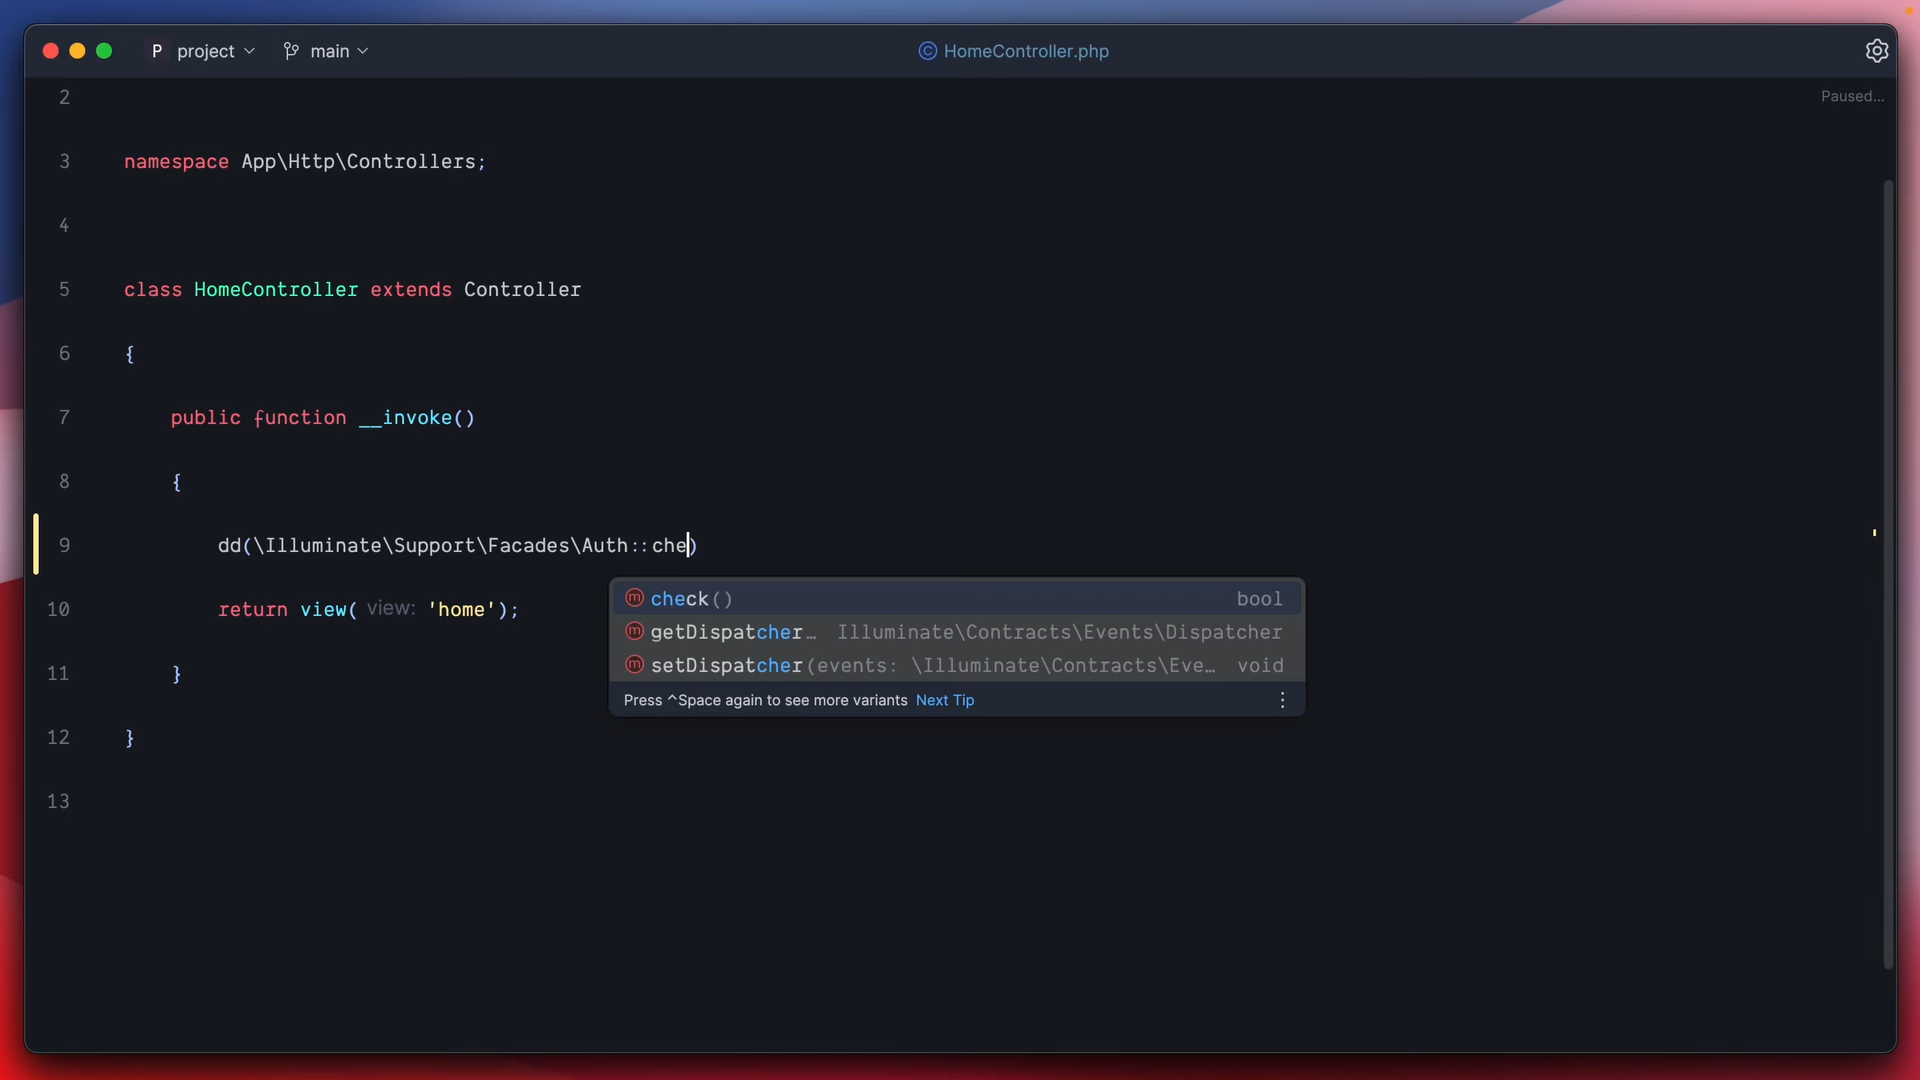 P project main HomeController.php
Paused...
2
3 namespace App\Http\Controllers;
4
5 class HomeController extends Controller
6 {
7 public function __invoke()
8 {
9 dd(\Illuminate\Support\Facades\Auth::che)
m check() bool
10 return view( view: 'home');
m getDispatcher… Illuminate\Contracts\Events\Dispatcher
m setDispatcher(events: \Illuminate\Contracts\Eve… void
11 }
Press ^Space again to see more variants Next Tip
12 }
13